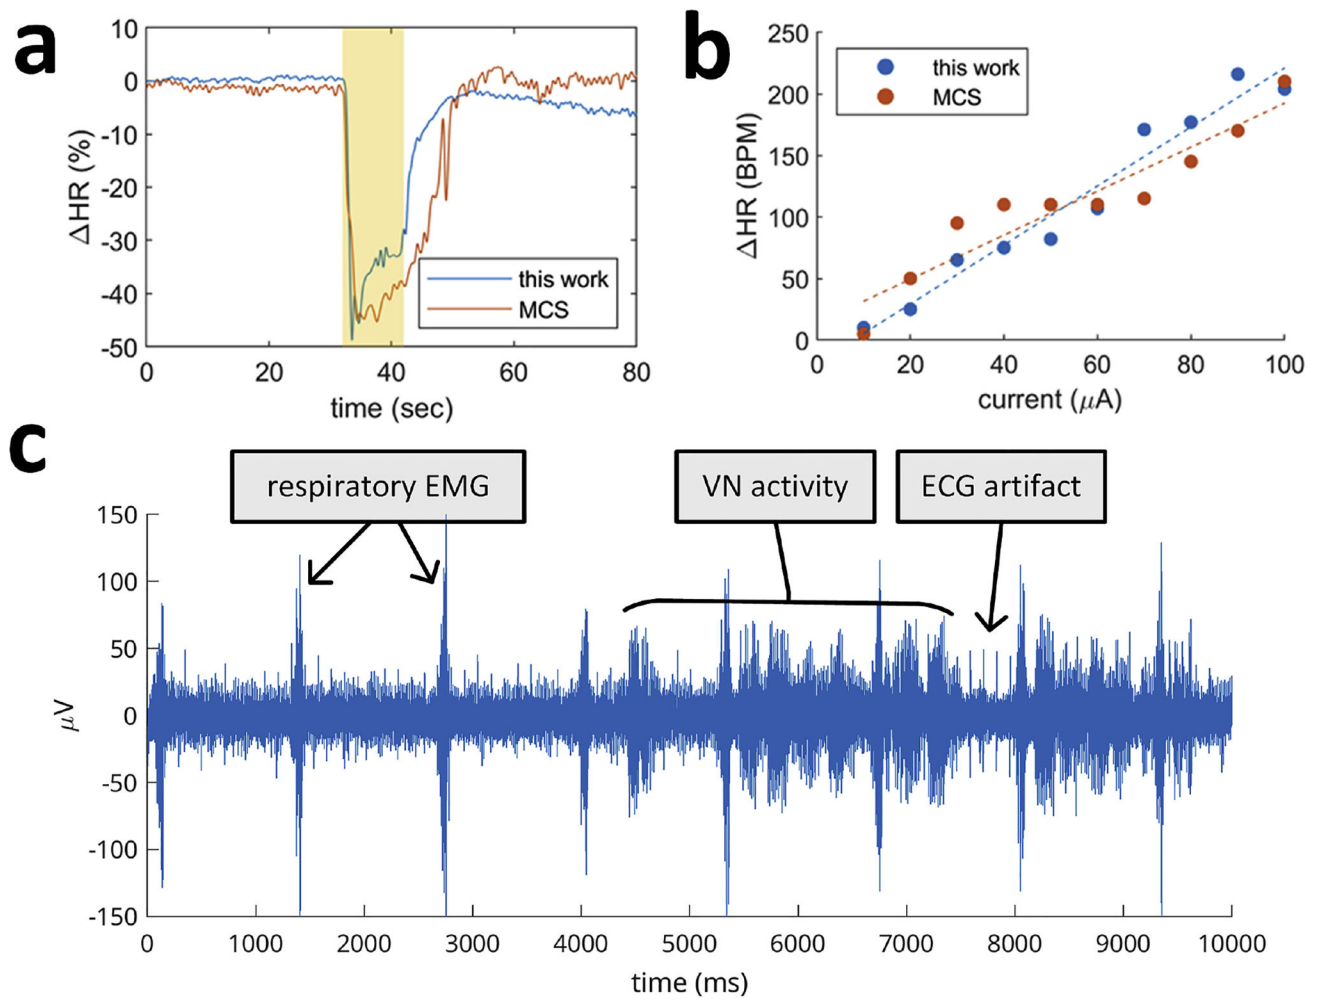 a
10
0
-10
-20
-30
-40
-50
ΔHR (%)
this work
MCS
0 20 40 60 80
time (sec)
b
250
200
150
100
50
0
ΔHR (BPM)
this work
MCS
0 20 40 60 80 100
current (μA)
c
respiratory EMG
VN activity
ECG artifact
150
100
50
0
-50
-100
-150
μV
0 1000 2000 3000 4000 5000 6000 7000 8000 9000 10000
time (ms)